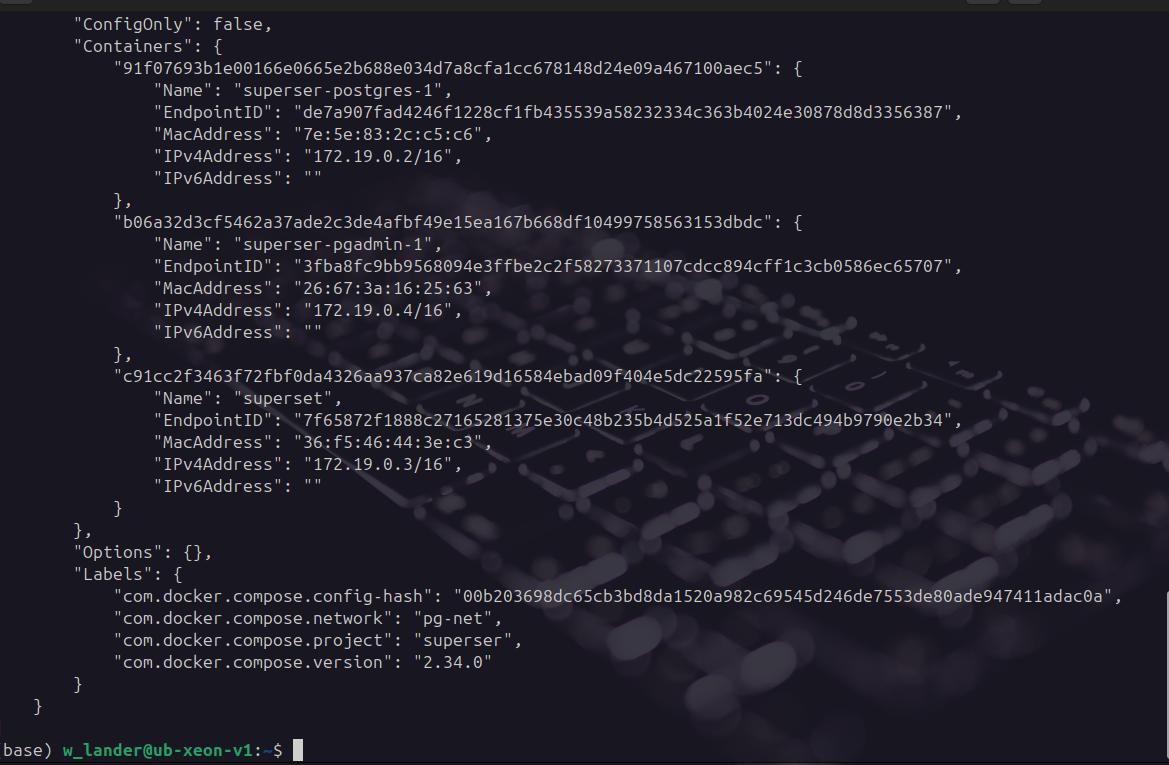 "ConfigOnly": false,
"Containers": {
"91f07693b1e00166e0665e2b688e034d7a8cfa1cc678148d24e09a467100aec5": {
"Name": "superser-postgres-1",
"EndpointID": "de7a907fad4246f1228cf1fb435539a58232334c363b4024e30878d8d3356387",
"MacAddress": "7e:5e:83:2c:c5:c6",
"IPv4Address": "172.19.0.2/16",
"IPv6Address": ""
},
"b06a32d3cf5462a37ade2c3de4afbf49e15ea167b668df10499758563153dbdc": {
"Name": "superser-pgadmin-1",
"EndpointID": "3fba8fc9bb9568094e3ffbe2c2f58273371107cdcc894cff1c3cb0586ec65707",
"MacAddress": "26:67:3a:16:25:63",
"IPv4Address": "172.19.0.4/16",
"IPv6Address": ""
},
"c91cc2f3463f72fbf0da4326aa937ca82e619d16584ebad09f404e5dc22595fa": {
"Name": "superset",
"EndpointID": "7f65872f1888c27165281375e30c48b235b4d525a1f52e713dc494b9790e2b34",
"MacAddress": "36:f5:46:44:3e:c3",
"IPv4Address": "172.19.0.3/16",
"IPv6Address": ""
}
},
"Options": {},
"Labels": {
"com.docker.compose.config-hash": "00b203698dc65cb3bd8da1520a982c69545d246de7553de80ade947411adac0a",
"com.docker.compose.network": "pg-net",
"com.docker.compose.project": "superser",
"com.docker.compose.version": "2.34.0"
}
}
base) w_lander@ub-xeon-v1:~$